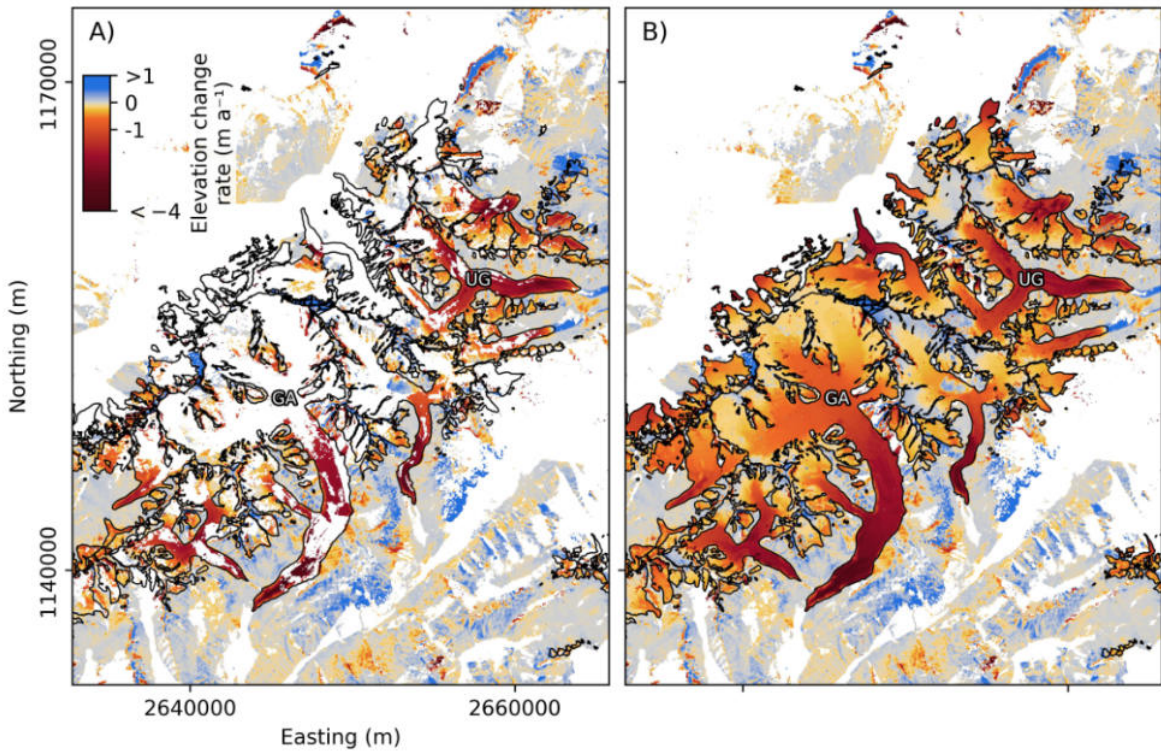 A)
B)
1170000
>1
0
-1
< −4
Elevation change
rate (m a⁻¹)
UG
UG
Northing (m)
GA
GA
1140000
2640000
2660000
Easting (m)